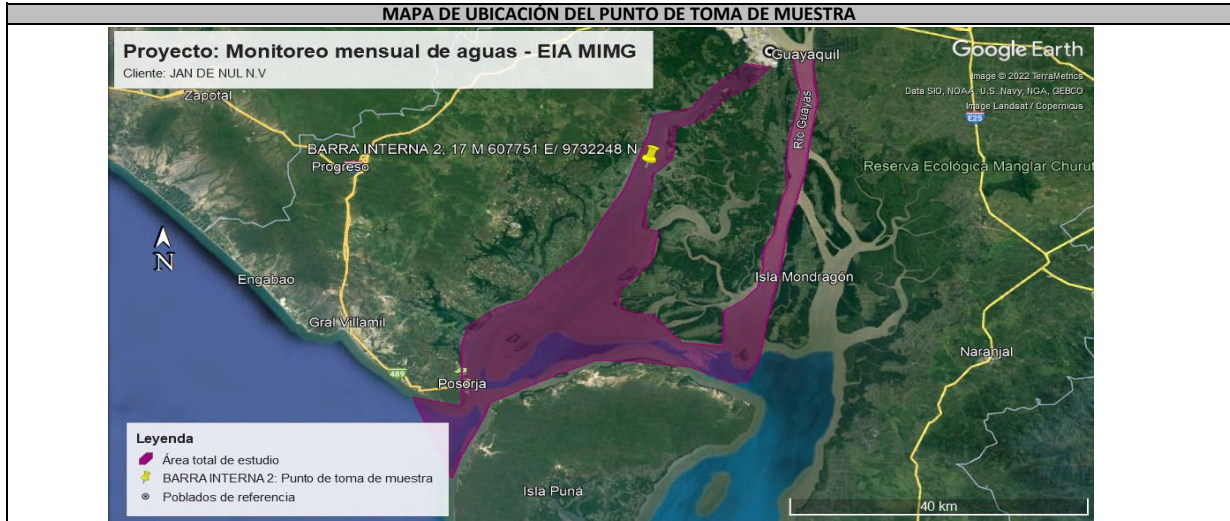 MAPA DE UBICACIÓN DEL PUNTO DE TOMA DE MUESTRA
Proyecto: Monitoreo mensual de aguas - EIA MIMG
Cliente: JAN DE NUL N.V
Guayaquil
Google Earth
Image © 2022 TerraMetrics
Data SIO, NOAA, U.S. Navy, NGA, GEBCO
Image Landsat / Copernicus
Zapotal
E25
Río Guayas
BARRA INTERNA 2; 17 M 607751 E/ 9732248 N
Progreso
Reserva Ecológica Manglar Churut
N
Engabao
Isla Mondragón
Gral Villamil
Naranjal
489
Posorja
Leyenda
Área total de estudio
BARRA INTERNA 2: Punto de toma de muestra
Poblados de referencia
Isla Puná
40 km